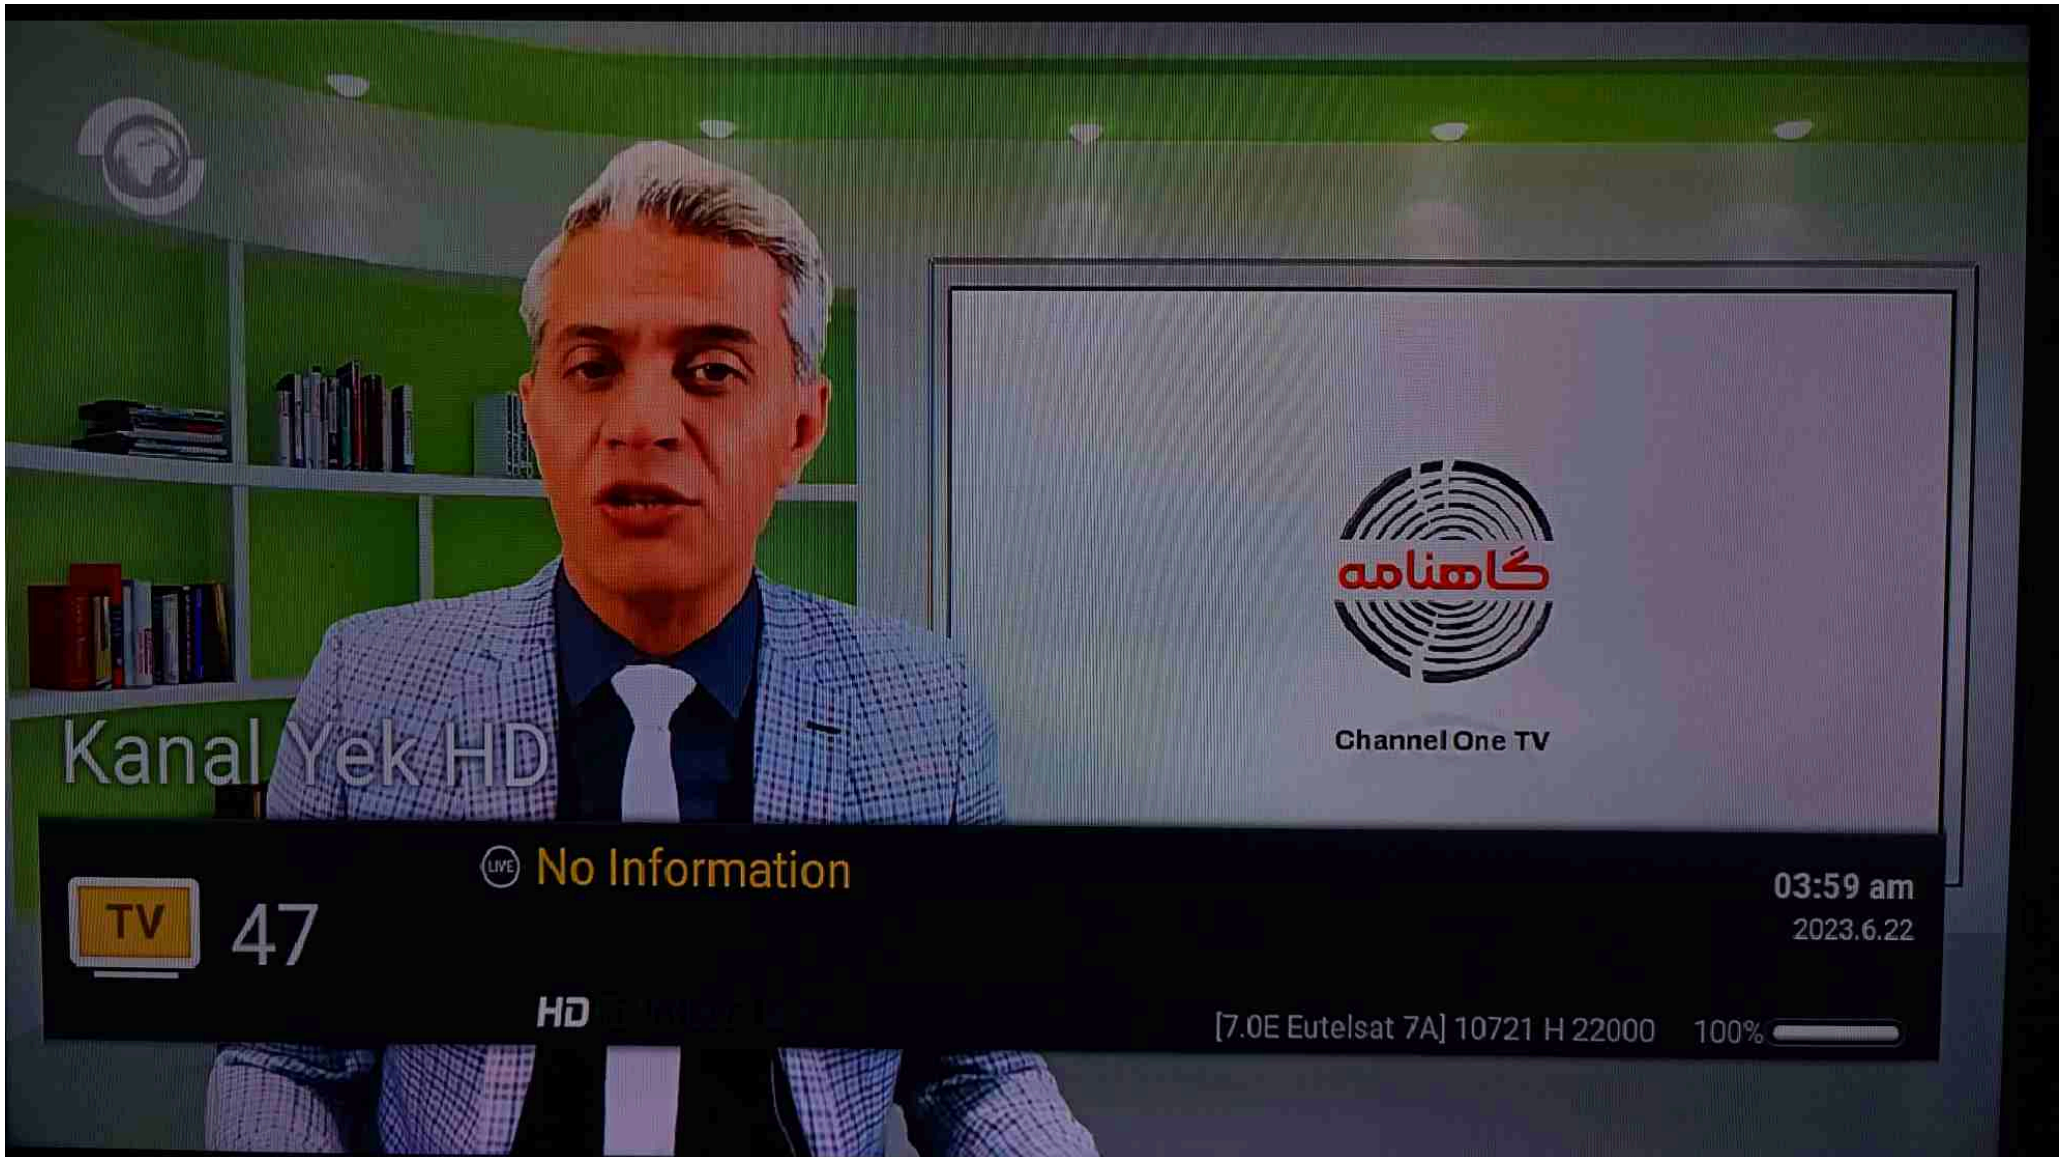 گاهنامه
Channel One TV
Kanal Yek HD
LIVE No Information
TV 47
03:59 am
2023.6.22
HD
[7.0E Eutelsat 7A] 10721 H 22000 100%